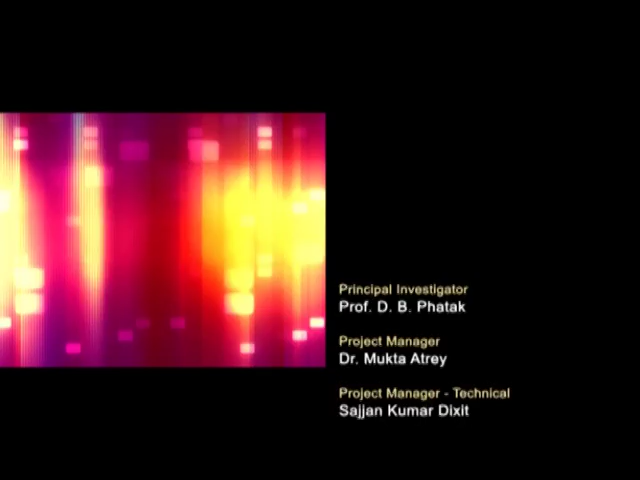 Principal Investigator
Prof. D. B. Phatak
Project Manager
Dr. Mukta Atrey
Project Manager - Technical
Sajjan Kumar Dixit